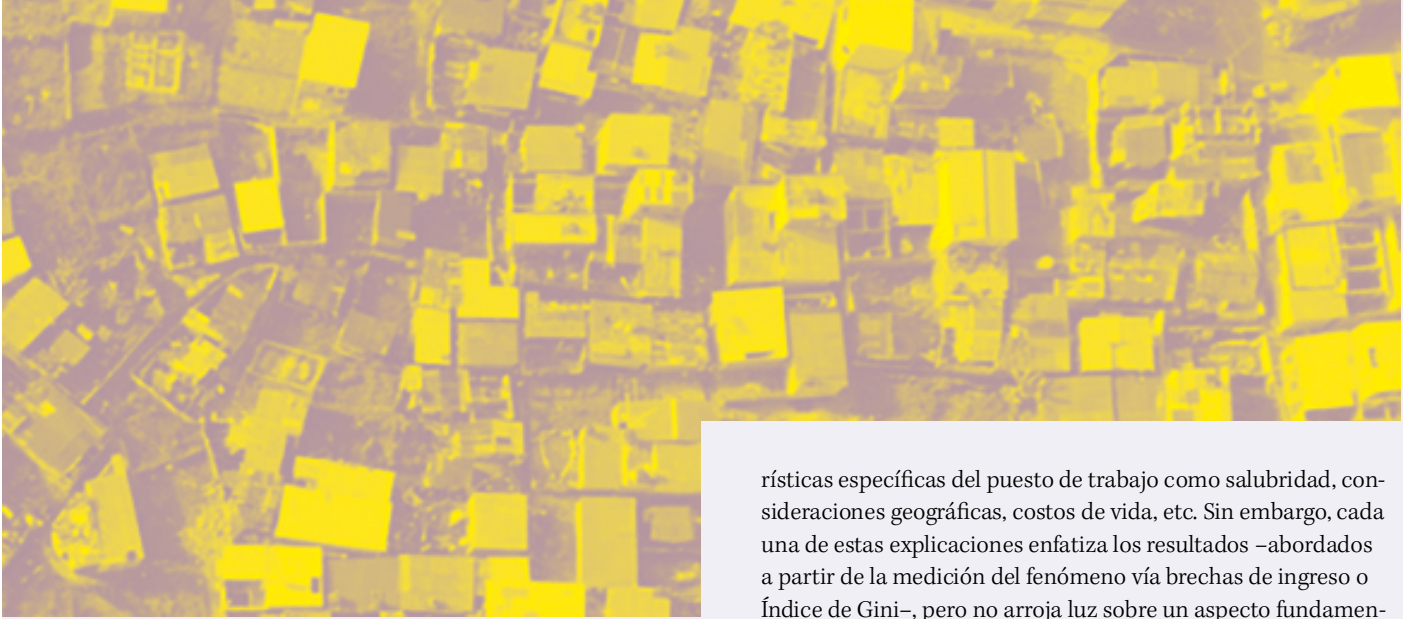 rísticas específicas del puesto de trabajo como salubridad, con-
sideraciones geográficas, costos de vida, etc. Sin embargo, cada
una de estas explicaciones enfatiza los resultados –abordados
a partir de la medición del fenómeno vía brechas de ingreso o
Índice de Gini–, pero no arroja luz sobre un aspecto fundamen-